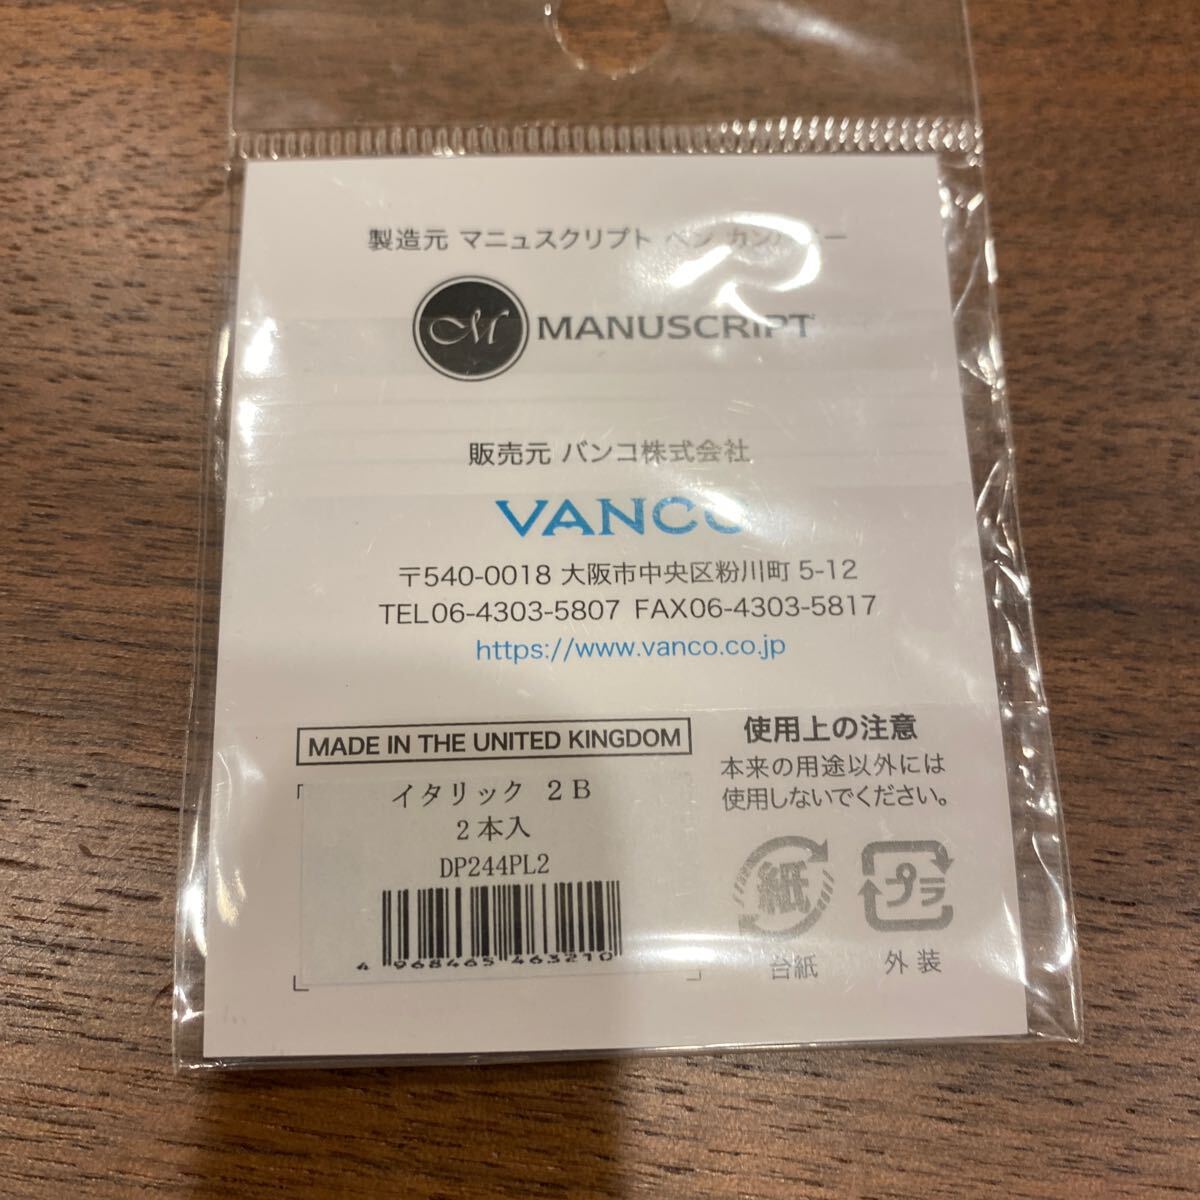 製造元 マニュスクリプト ペン カンパニー
M MANUSCRIPT
販売元 バンコ株式会社
VANCO
〒540-0018 大阪市中央区粉川町 5-12
TEL06-4303-5807 FAX06-4303-5817
https://www.vanco.co.jp
MADE IN THE UNITED KINGDOM
イタリック 2B
2本入
DP244PL2
4 968465 463210
使用上の注意
本来の用途以外には
使用しないでください。
紙
台紙
プラ
外装